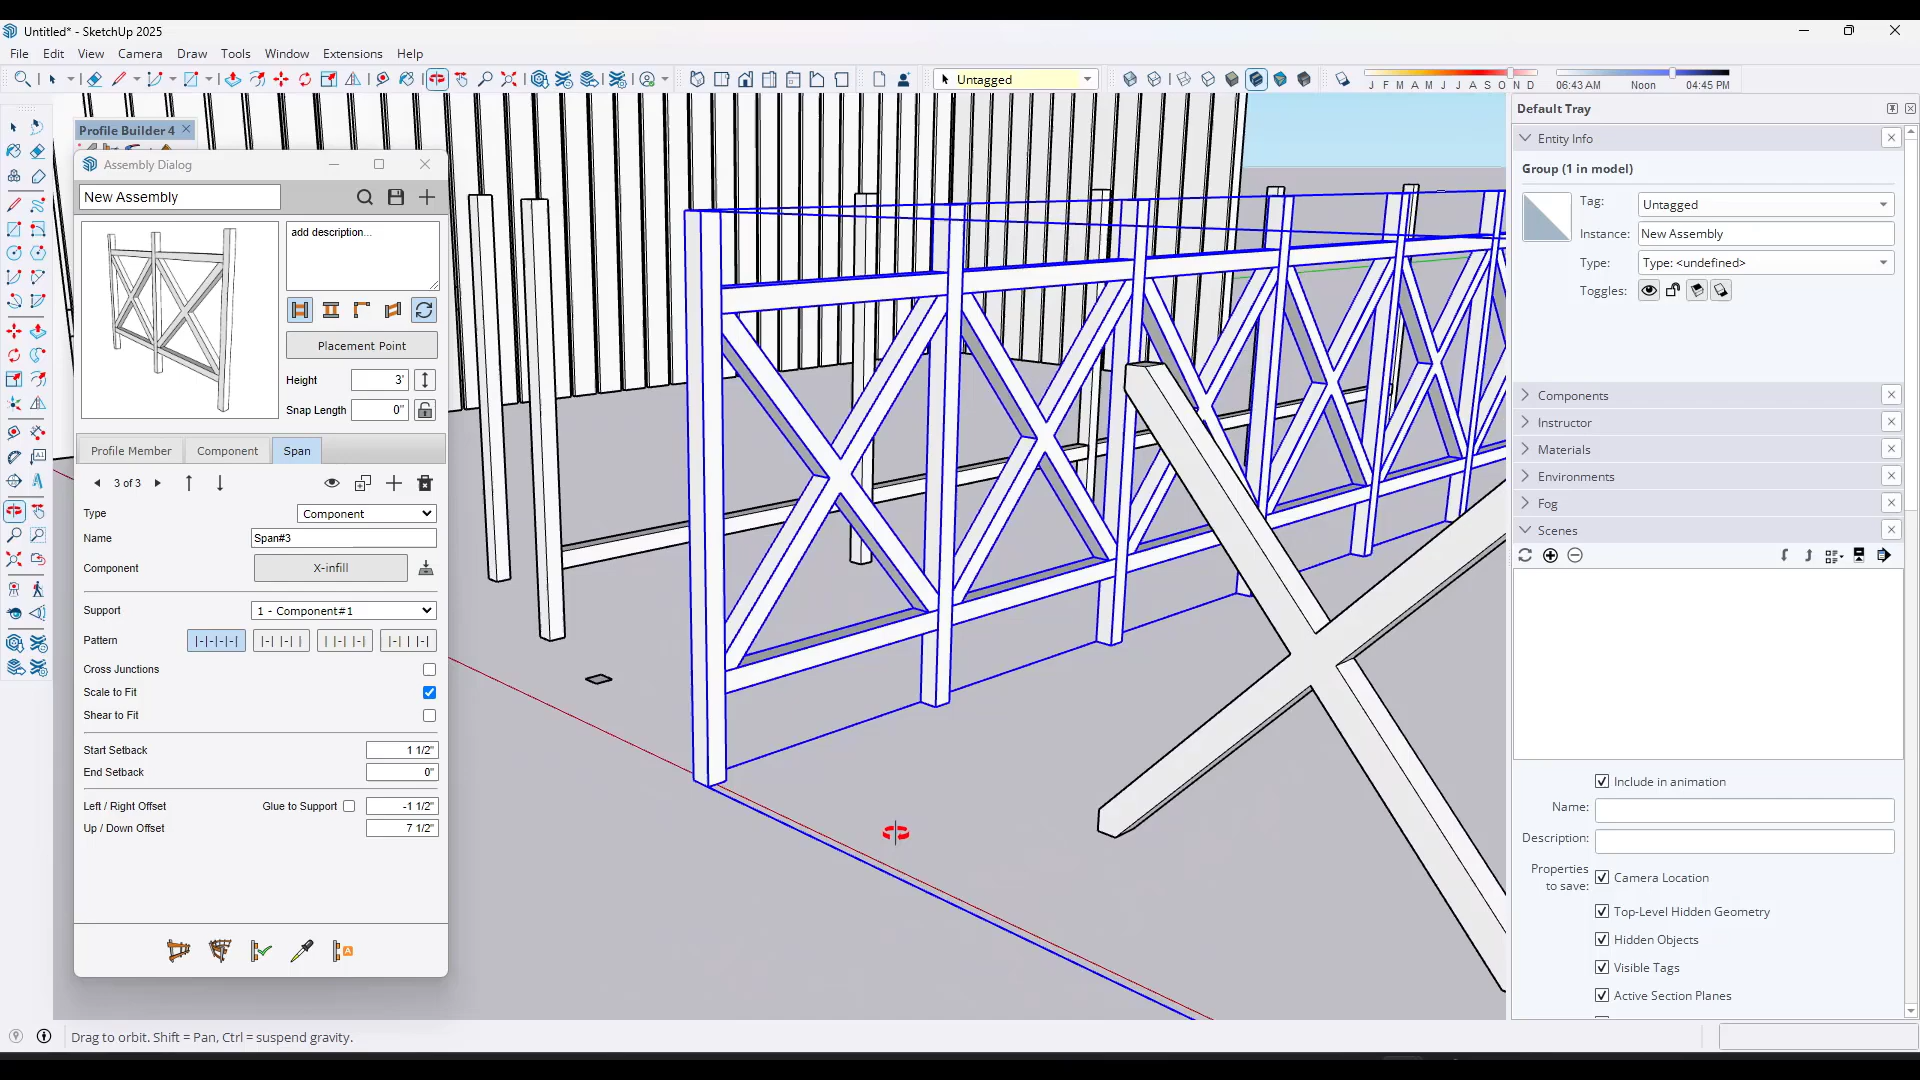 Untitled* - SketchUp 2025
File Edit View Camera Draw Tools Window Extensions Help
Untagged
J F M A M J J A S O N D
06:43 AM Noon 04:45 PM
Profile Builder 4
Assembly Dialog
New Assembly
add description...
Placement Point
Height 3'
Snap Length 0"
Profile Member Component Span
3 of 3
Type Component
Name Span#3
Component X-infill
Support 1 - Component#1
Pattern
Cross Junctions
Scale to Fit
Shear to Fit
Start Setback 1 1/2"
End Setback 0"
Left / Right Offset Glue to Support -1 1/2"
Up / Down Offset 7 1/2"
Default Tray
Entity Info
Group (1 in model)
Tag: Untagged
Instance: New Assembly
Type: Type: <undefined>
Toggles:
Components
Instructor
Materials
Environments
Fog
Scenes
Include in animation
Name:
Description:
Properties
to save:
Camera Location
Top-Level Hidden Geometry
Hidden Objects
Visible Tags
Active Section Planes
Drag to orbit. Shift = Pan, Ctrl = suspend gravity.